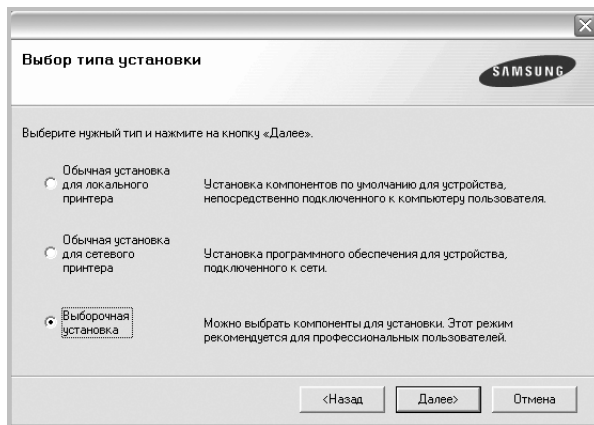 Выбор типа установки
SAMSUNG
Выберите нужный тип и нажмите на кнопку «Далее».
Обычная установка
для локального
принтера
Установка компонентов по умолчанию для устройства,
непосредственно подключенного к компьютеру пользователя.
Обычная установка
для сетевого
принтера
Установка программного обеспечения для устройства,
подключенного к сети.
Выборочная
установка
Можно выбрать компоненты для установки. Этот режим
рекомендуется для профессиональных пользователей.
<Назад
Далее>
Отмена